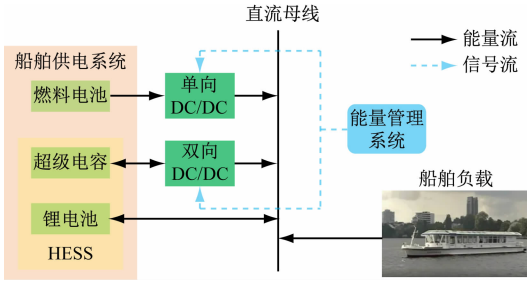 直流母线
能量流
信号流
船舶供电系统
燃料电池
单向
DC/DC
能量管理
系统
超级电容
双向
DC/DC
船舶负载
锂电池
HESS